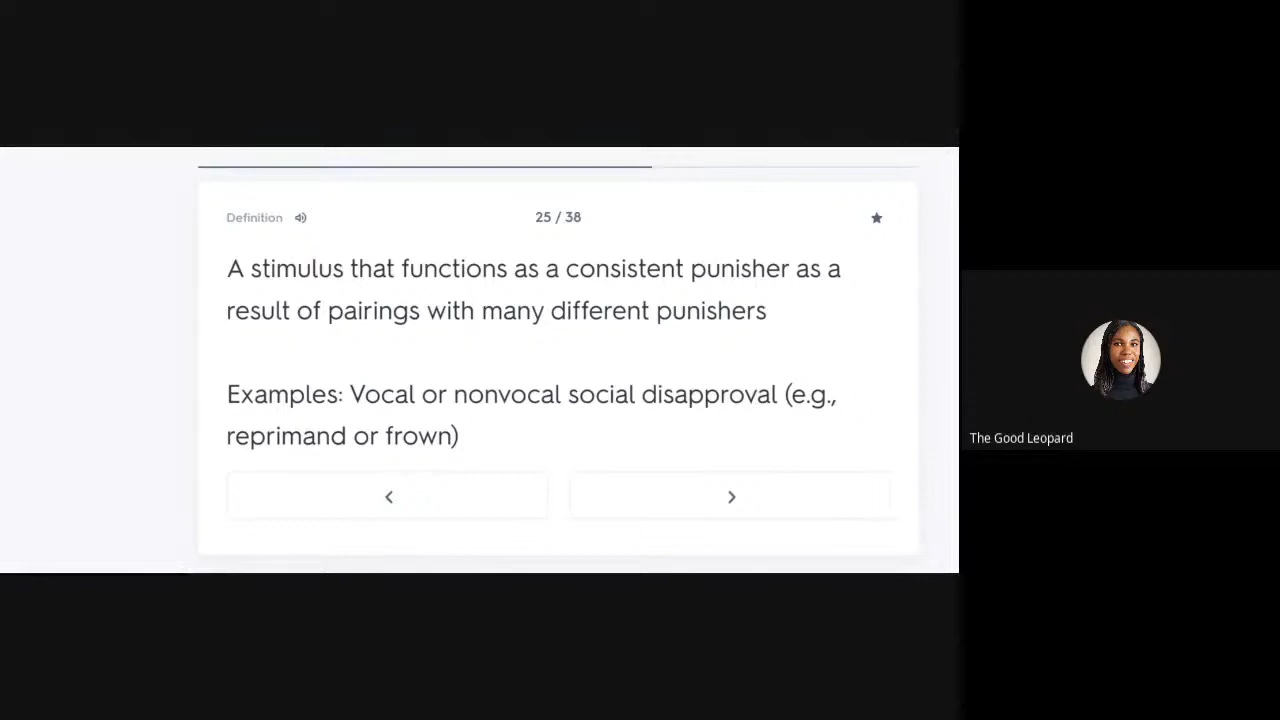 Definition
25 / 38
A stimulus that functions as a consistent punisher as a
result of pairings with many different punishers
Examples: Vocal or nonvocal social disapproval (e.g.,
reprimand or frown)
The Good Leopard